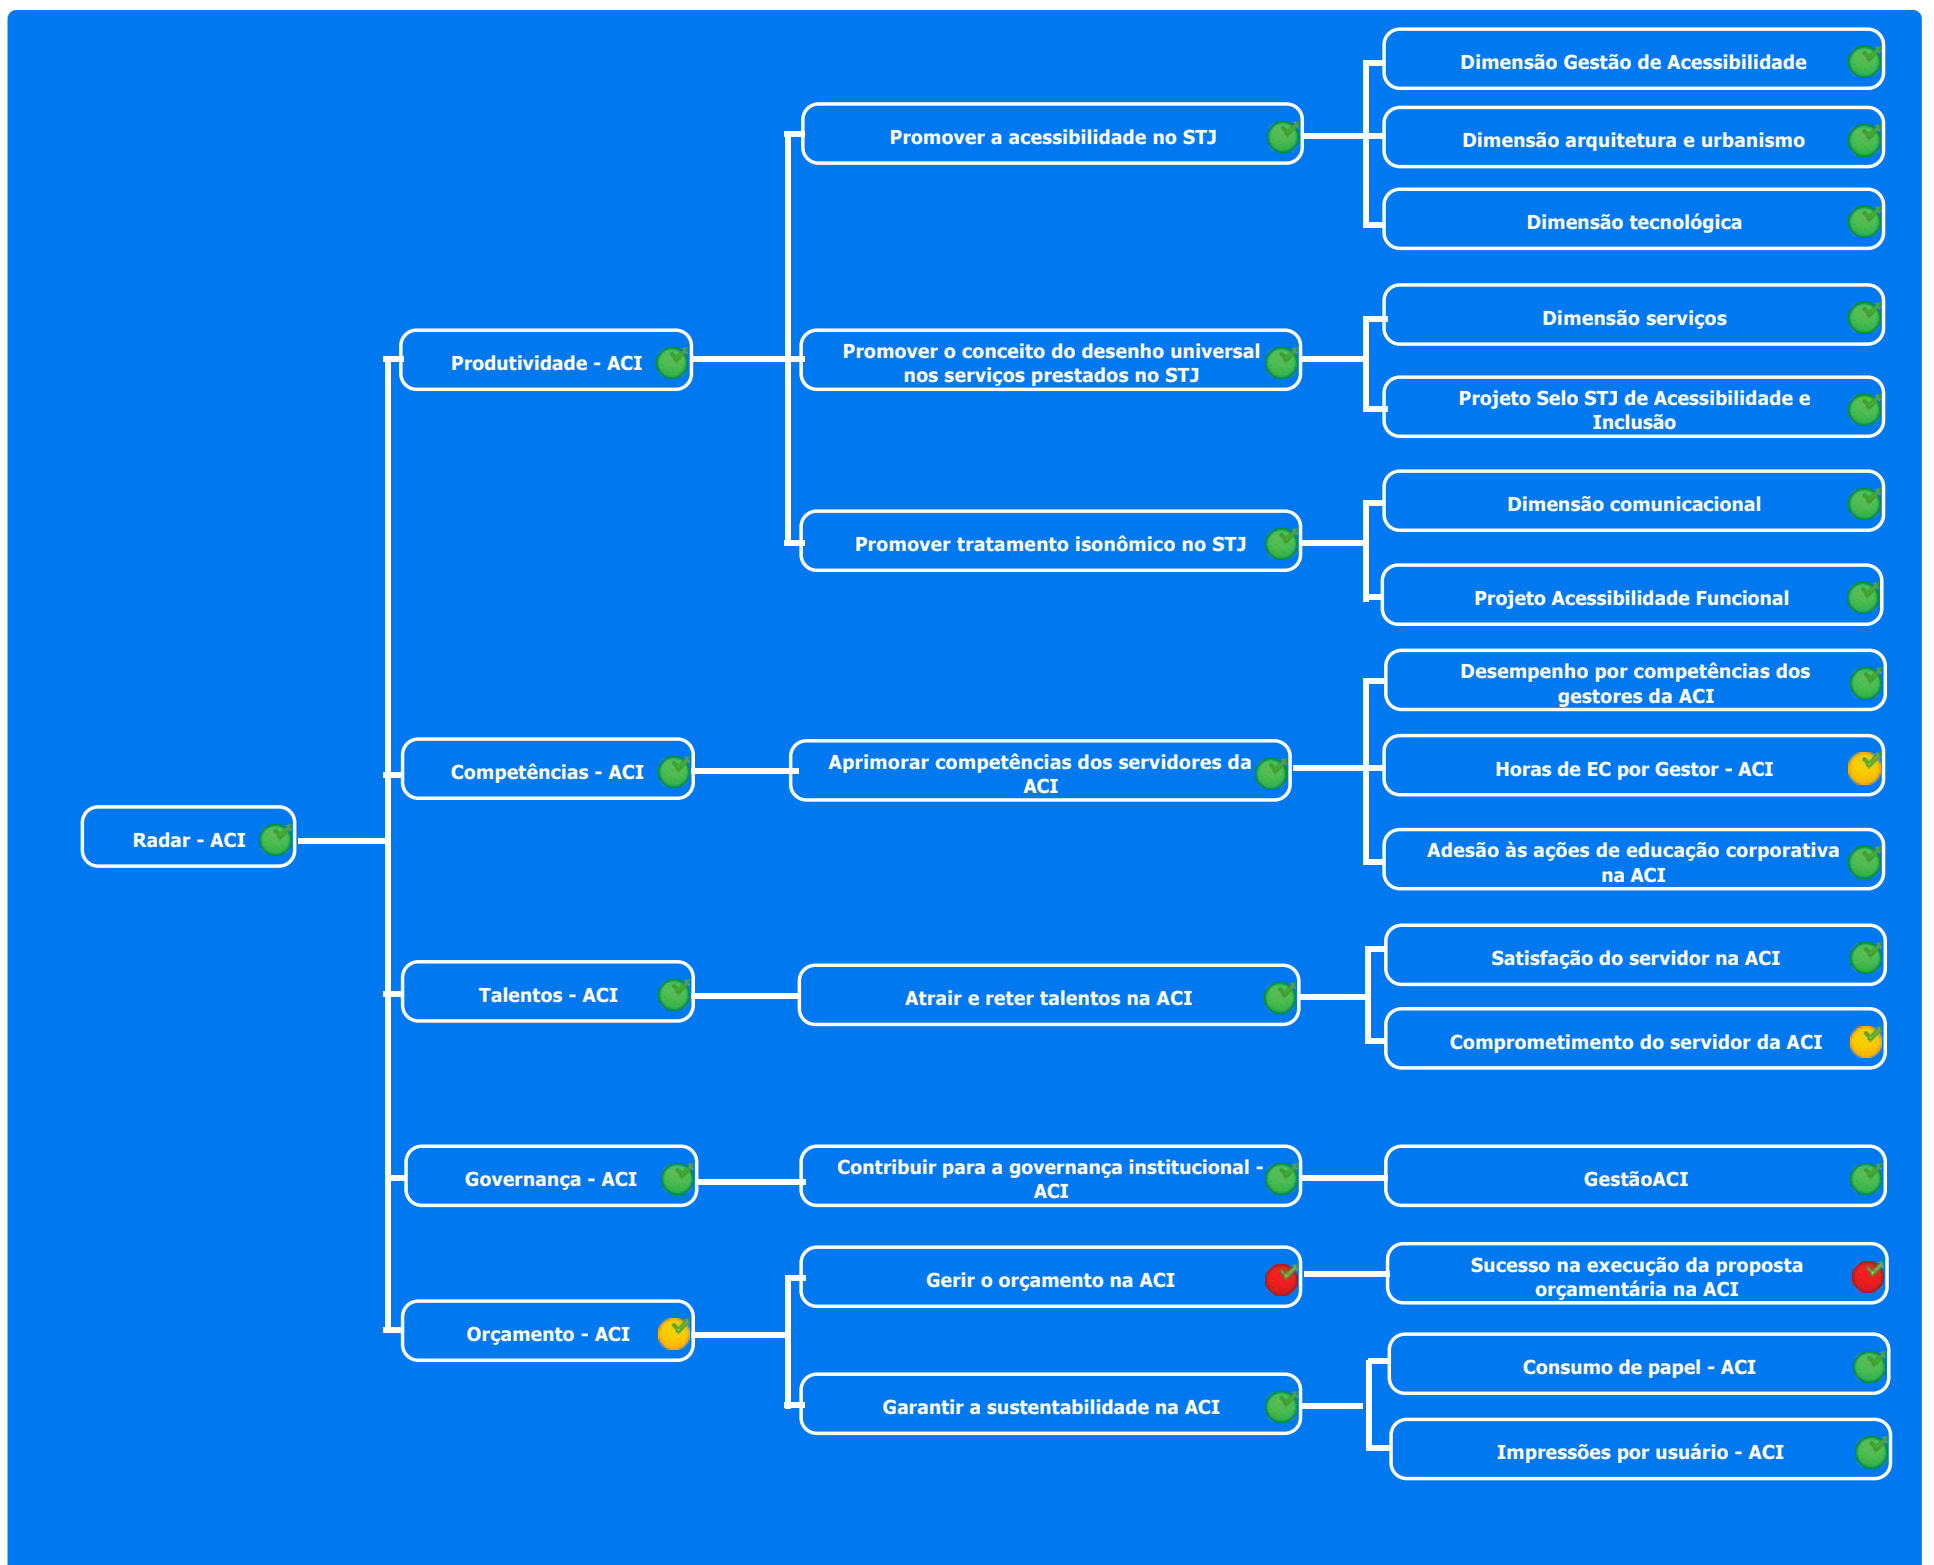 Dimensão Gestão de Acessibilidade
Promover a acessibilidade no STJ
Dimensão arquitetura e urbanismo
Dimensão tecnológica
Dimensão serviços
Produtividade - ACI
Promover o conceito do desenho universal
nos serviços prestados no STJ
Projeto Selo STJ de Acessibilidade e
Inclusão
Dimensão comunicacional
Promover tratamento isonômico no STJ
Projeto Acessibilidade Funcional
Desempenho por competências dos
gestores da ACI
Competências - ACI
Aprimorar competências dos servidores da
ACI
Horas de EC por Gestor - ACI
Radar - ACI
Adesão às ações de educação corporativa
na ACI
Satisfação do servidor na ACI
Talentos - ACI
Atrair e reter talentos na ACI
Comprometimento do servidor da ACI
Governança - ACI
Contribuir para a governança institucional -
ACI
GestãoACI
Gerir o orçamento na ACI
Sucesso na execução da proposta
orçamentária na ACI
Orçamento - ACI
Consumo de papel - ACI
Garantir a sustentabilidade na ACI
Impressões por usuário - ACI